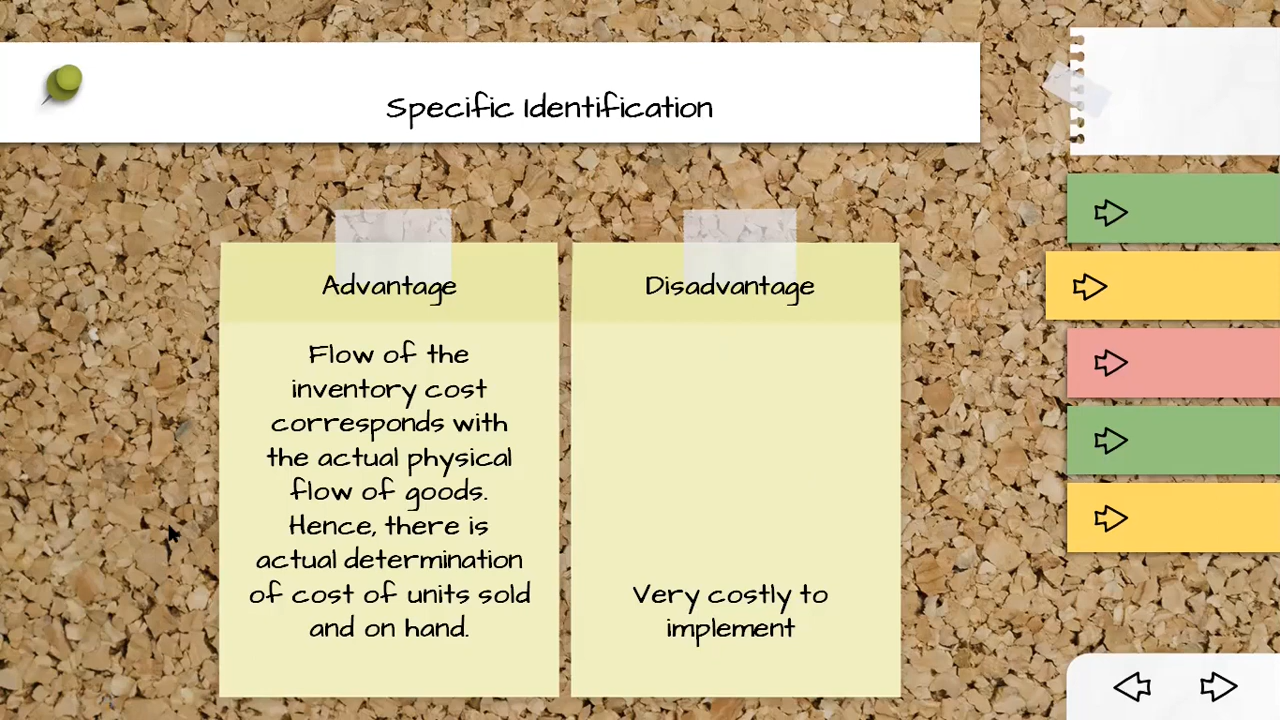 Specific Identification
Advantage
Flow of the
inventory cost
corresponds with
the actual physical
flow of goods.
Hence, there is
actual determination
of cost of units sold
and on hand.
Disadvantage
Very costly to
implement